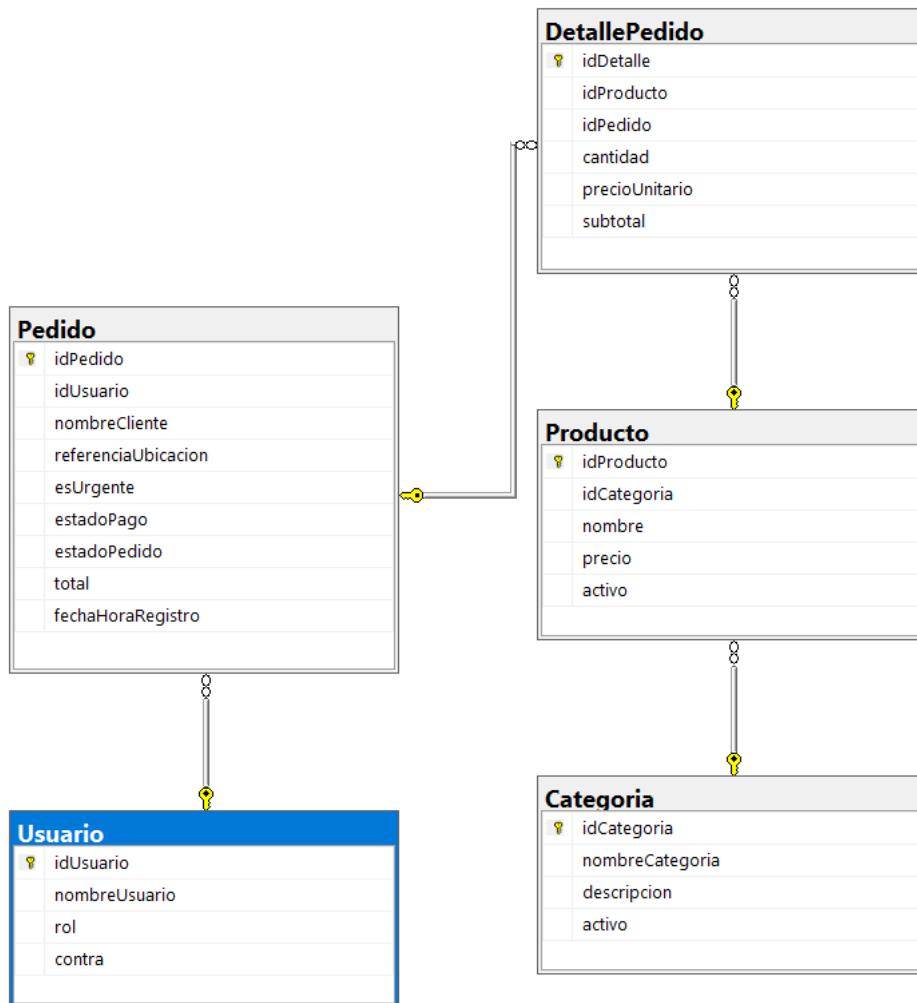 DetallePedido
idDetalle
idProducto
idPedido
cantidad
precioUnitario
subtotal
Pedido
idPedido
idUsuario
nombreCliente
referenciaUbicacion
esUrgente
estadoPago
estadoPedido
total
fechaHoraRegistro
Producto
idProducto
idCategoria
nombre
precio
activo
Usuario
idUsuario
nombreUsuario
rol
contra
Categoria
idCategoria
nombreCategoria
descripcion
activo